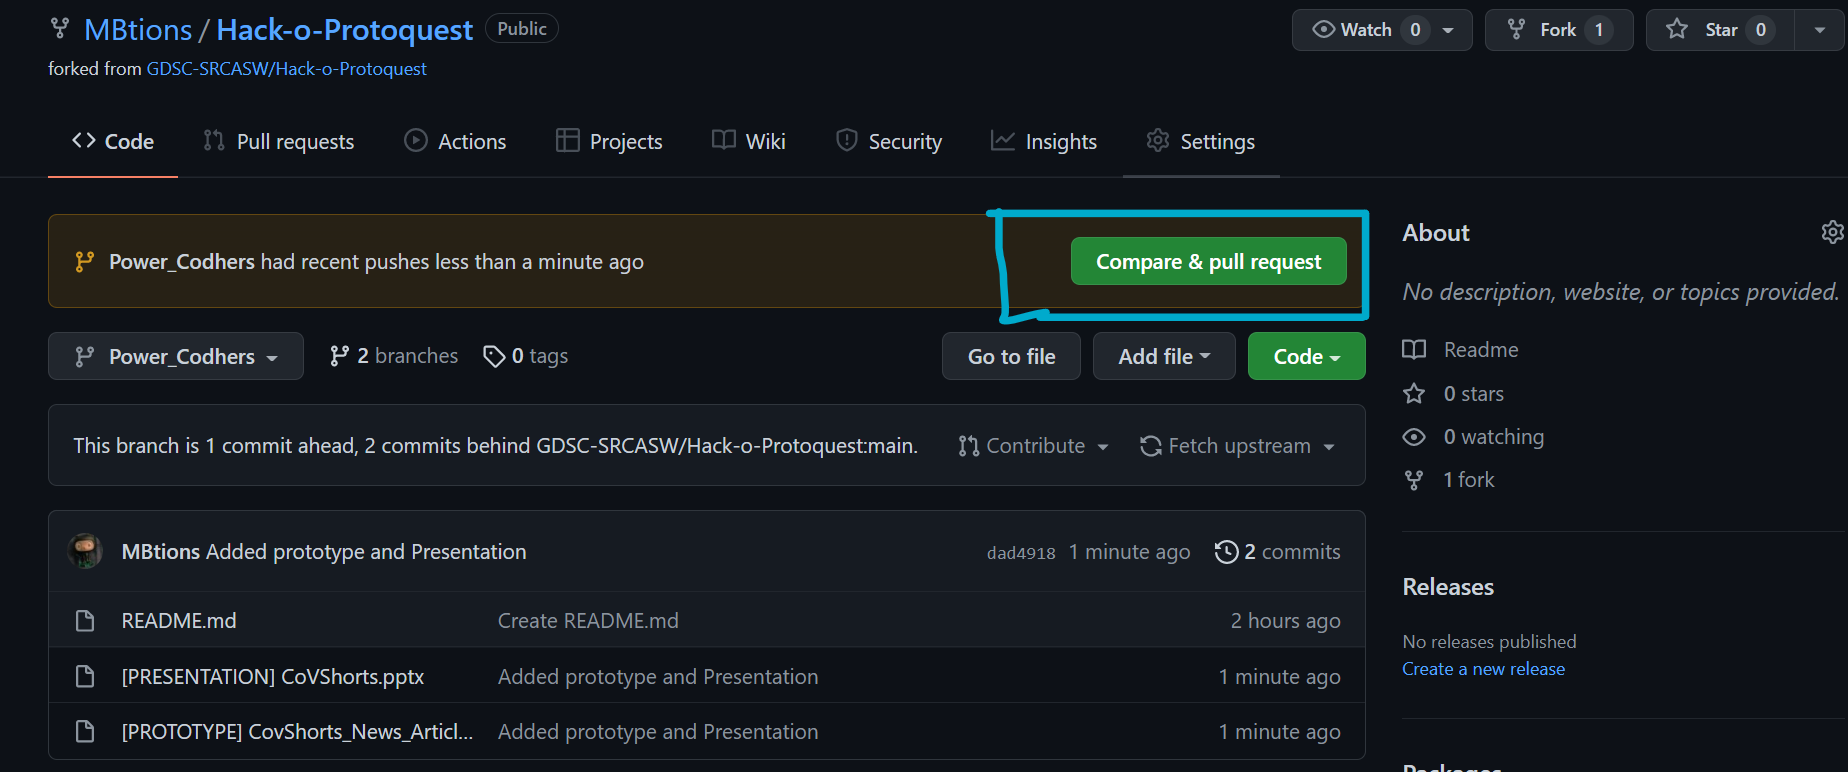 MBtions / Hack-o-Protoquest Public
Watch 0
Fork 1
Star 0
forked from GDSC-SRCASW/Hack-o-Protoquest
Code
Pull requests
Actions
Projects
Wiki
Security
Insights
Settings
Power_Codhers had recent pushes less than a minute ago
Compare & pull request
Power_Codhers
2 branches
0 tags
Go to file
Add file
Code
This branch is 1 commit ahead, 2 commits behind GDSC-SRCASW/Hack-o-Protoquest:main.
Contribute
Fetch upstream
MBtions Added prototype and Presentation
dad4918 1 minute ago
2 commits
README.md
Create README.md
2 hours ago
[PRESENTATION] CoVShorts.pptx
Added prototype and Presentation
1 minute ago
[PROTOTYPE] CovShorts_News_Articl...
Added prototype and Presentation
1 minute ago
About
No description, website, or topics provided.
Readme
0 stars
0 watching
1 fork
Releases
No releases published
Create a new release
Packages